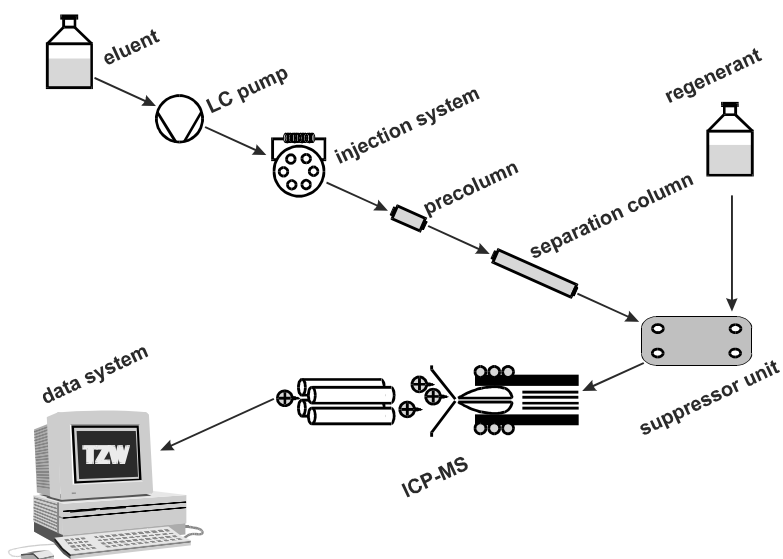 eluent
LC pump
injection system
regenerant
precolumn
separation column
suppressor unit
ICP-MS
data system
TZW